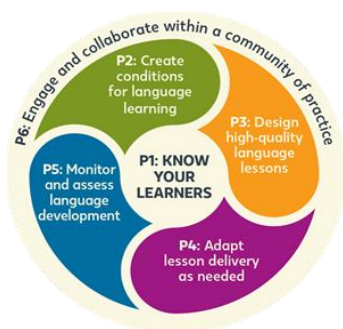 P6: Engage and collaborate within a community of practice
P2: Create
conditions
for language
learning
P3: Design
high-quality
language
lessons
P1: KNOW
YOUR
LEARNERS
P5: Monitor
and assess
language
development
P4: Adapt
lesson delivery
as needed